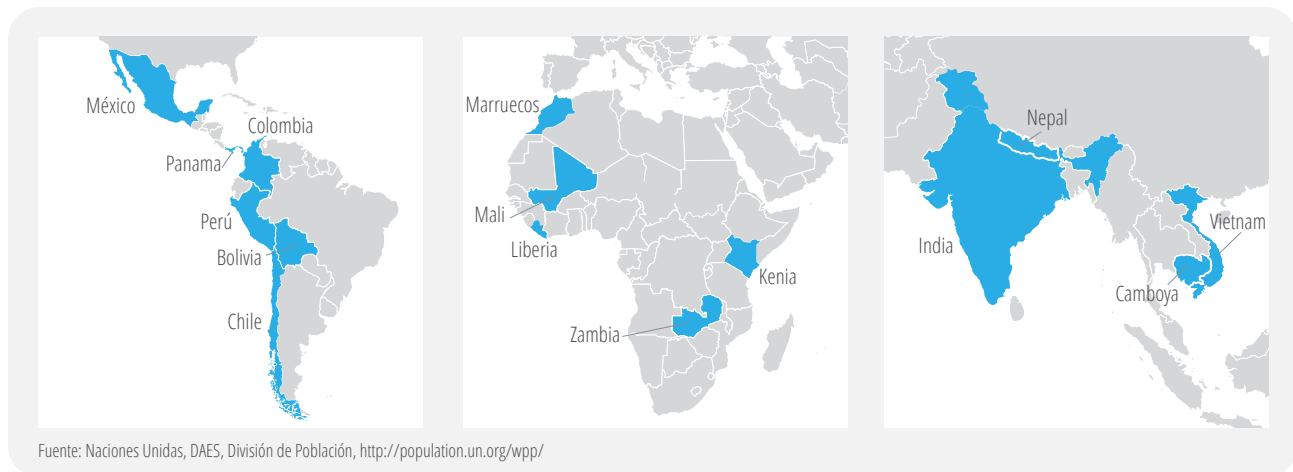 México
Colombia
Panama
Perú
Bolivia
Chile
Marruecos
Mali
Liberia
Kenia
Zambia
Nepal
India
Vietnam
Camboya
Fuente: Naciones Unidas, DAES, División de Población, http://population.un.org/wpp/